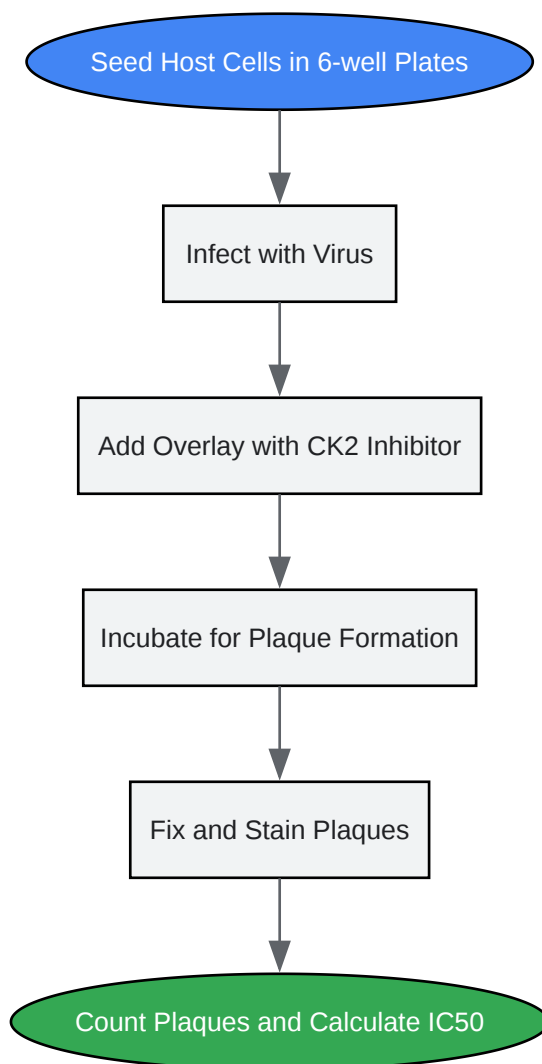 Seed Host Cells in 6-well Plates
Infect with Virus
Add Overlay with CK2 Inhibitor
Incubate for Plaque Formation
Fix and Stain Plaques
Count Plaques and Calculate IC50